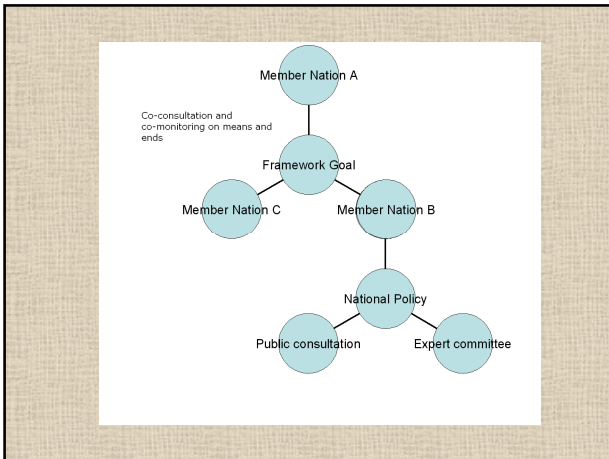 Member Nation A
Co-consultation and
co-monitoring on means and
ends
Framework Goal
Member Nation C
Member Nation B
National Policy
Public consultation
Expert committee